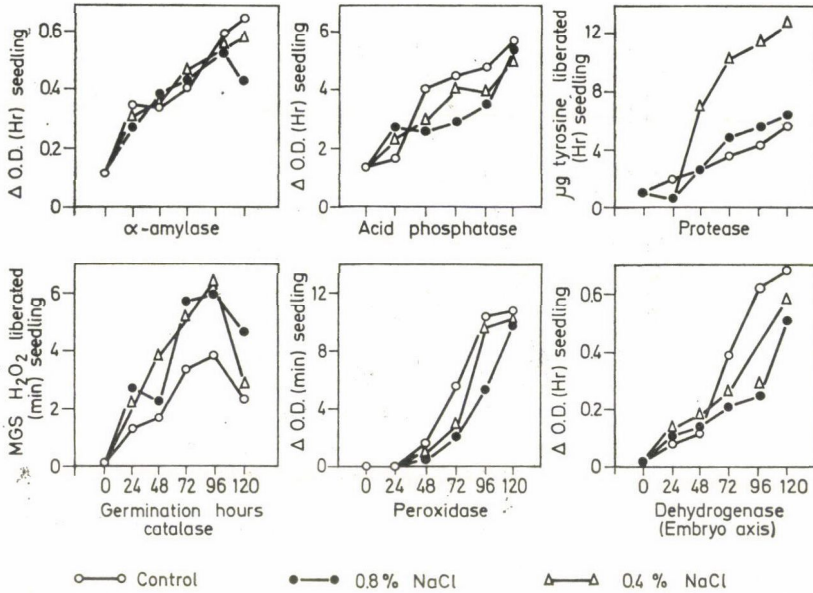 Δ O.D. (Hr) seedling
0.6
0.4
0.2
0
α-amylase
Δ O.D. (Hr) seedling
6
4
2
0
Acid phosphatase
µg tyrosine liberated
(Hr) seedling
12
8
4
0
Protease
MGS H₂O₂ liberated
(min) seedling
6
4
2
0
0 24 48 72 96 120
Germination hours
catalase
Δ O.D. (min) seedling
12
8
4
0
0 24 48 72 96 120
Peroxidase
Δ O.D. (Hr) seedling
0.6
0.4
0.2
0
0 24 48 72 96 120
Dehydrogenase
(Embryo axis)
Control
0.8% NaCl
0.4 % NaCl